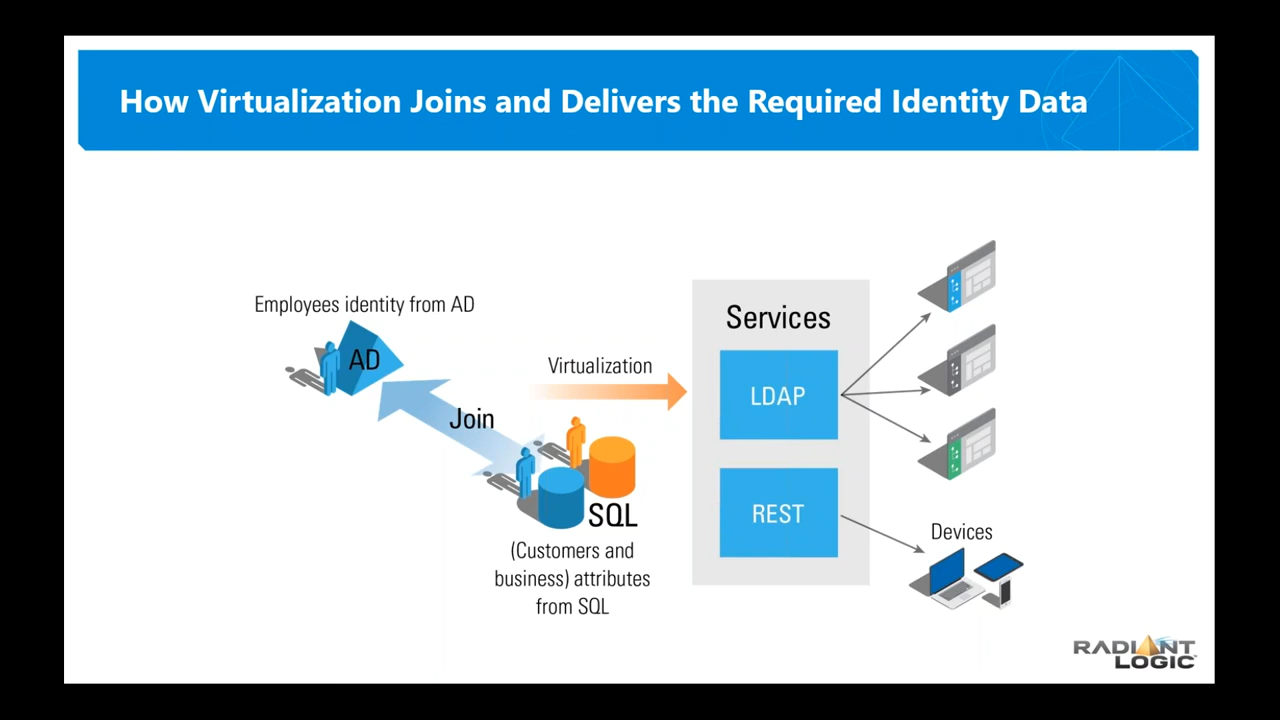 How Virtualization Joins and Delivers the Required Identity Data
Employees identity from AD
AD
Join
Virtualization
SQL
(Customers and
business) attributes
from SQL
Services
LDAP
REST
Devices
RADIANT
LOGIC